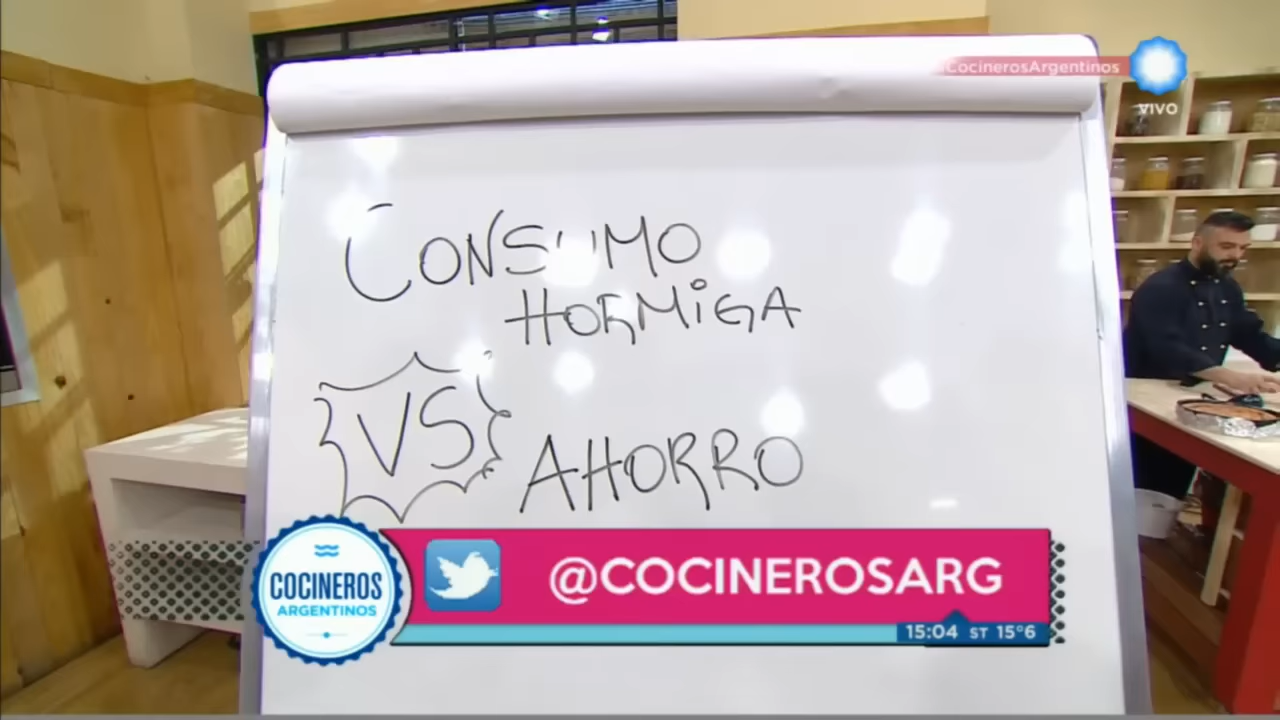 #CocinerosArgentinos
VIVO
CONSUMO
HORMiGA
VS
AHORRO
COCINEROS
ARGENTINOS
@COCINEROSARG
15:04 ST 15°6